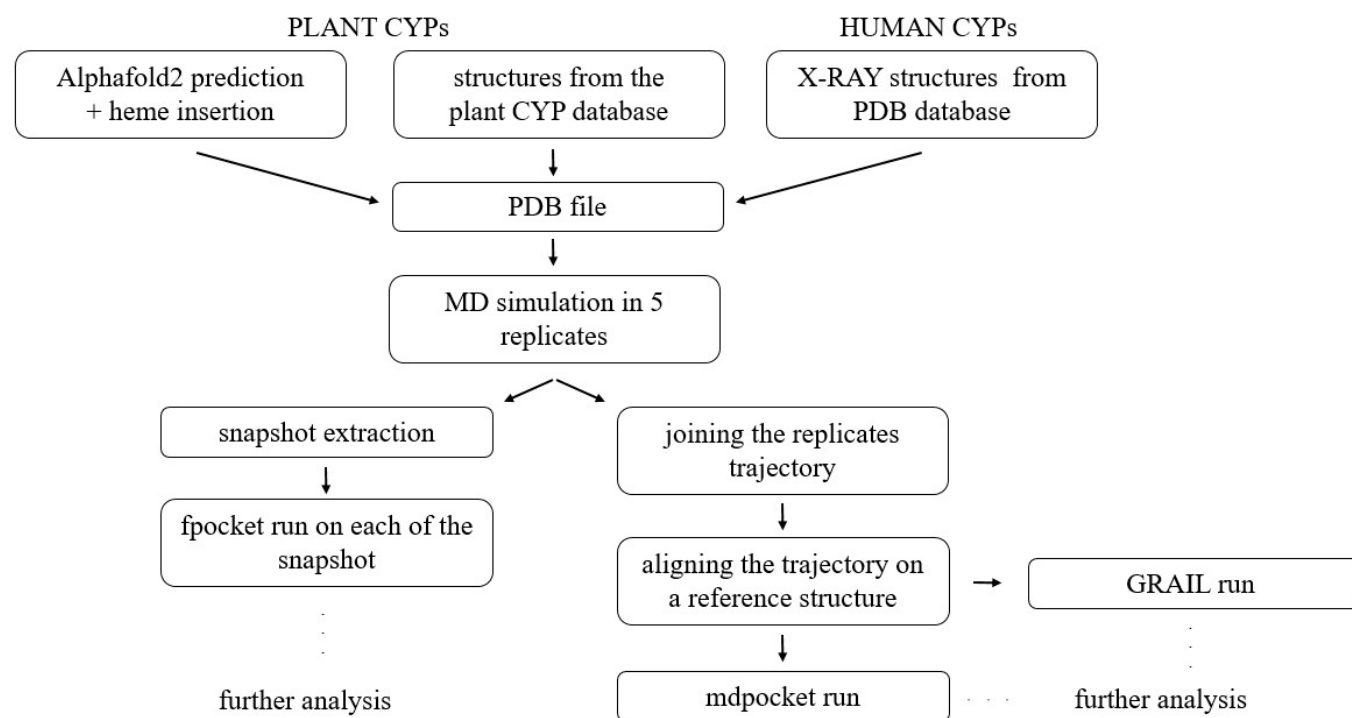 PLANT CYPs
HUMAN CYPs
Alphafold2 prediction
+ heme insertion
structures from the
plant CYP database
X-RAY structures from
PDB database
PDB file
MD simulation in 5
replicates
snapshot extraction
joining the replicates
trajectory
fpocket run on each of the
snapshot
aligning the trajectory on
a reference structure
GRAIL run
further analysis
mdpocket run
further analysis